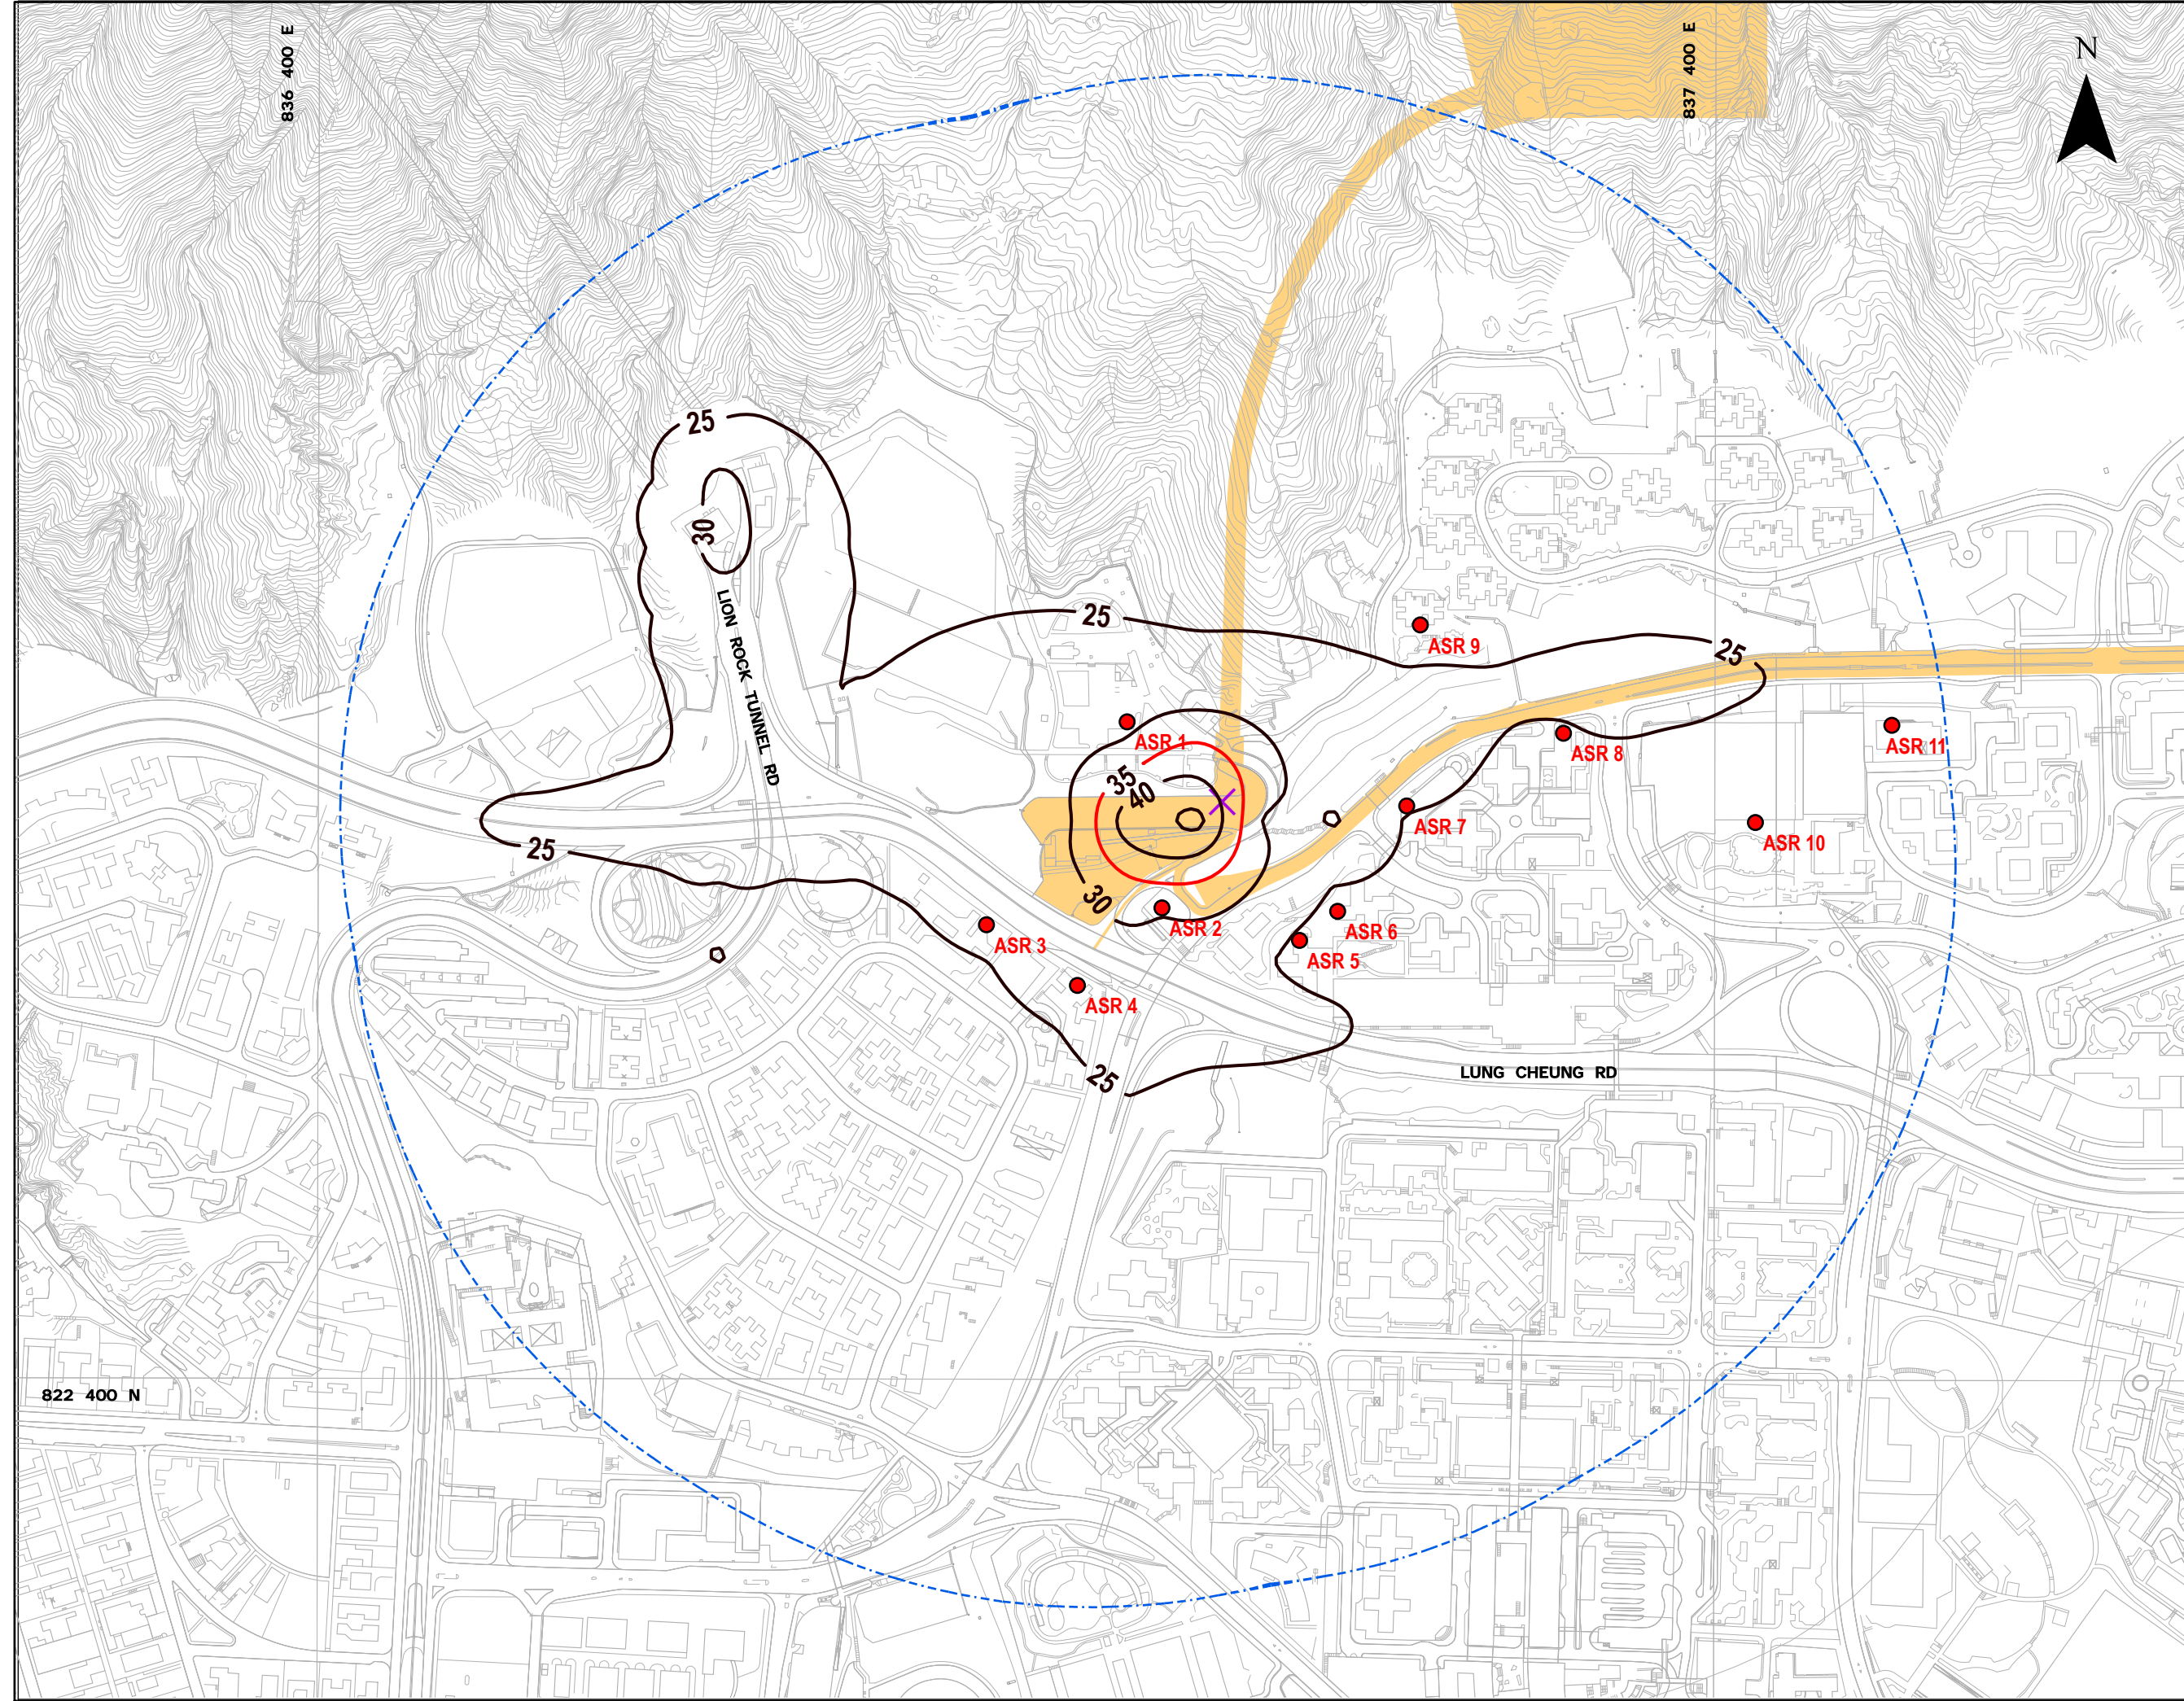 836 400 E
837 400 E
N
25
30
LION ROCK TUNNEL RD
25
25
ASR 9
ASR 1
ASR 8
ASR 11
35
40
ASR 7
ASR 10
25
30
ASR 2
ASR 6
ASR 3
ASR 5
ASR 4
25
LUNG CHEUNG RD
822 400 N